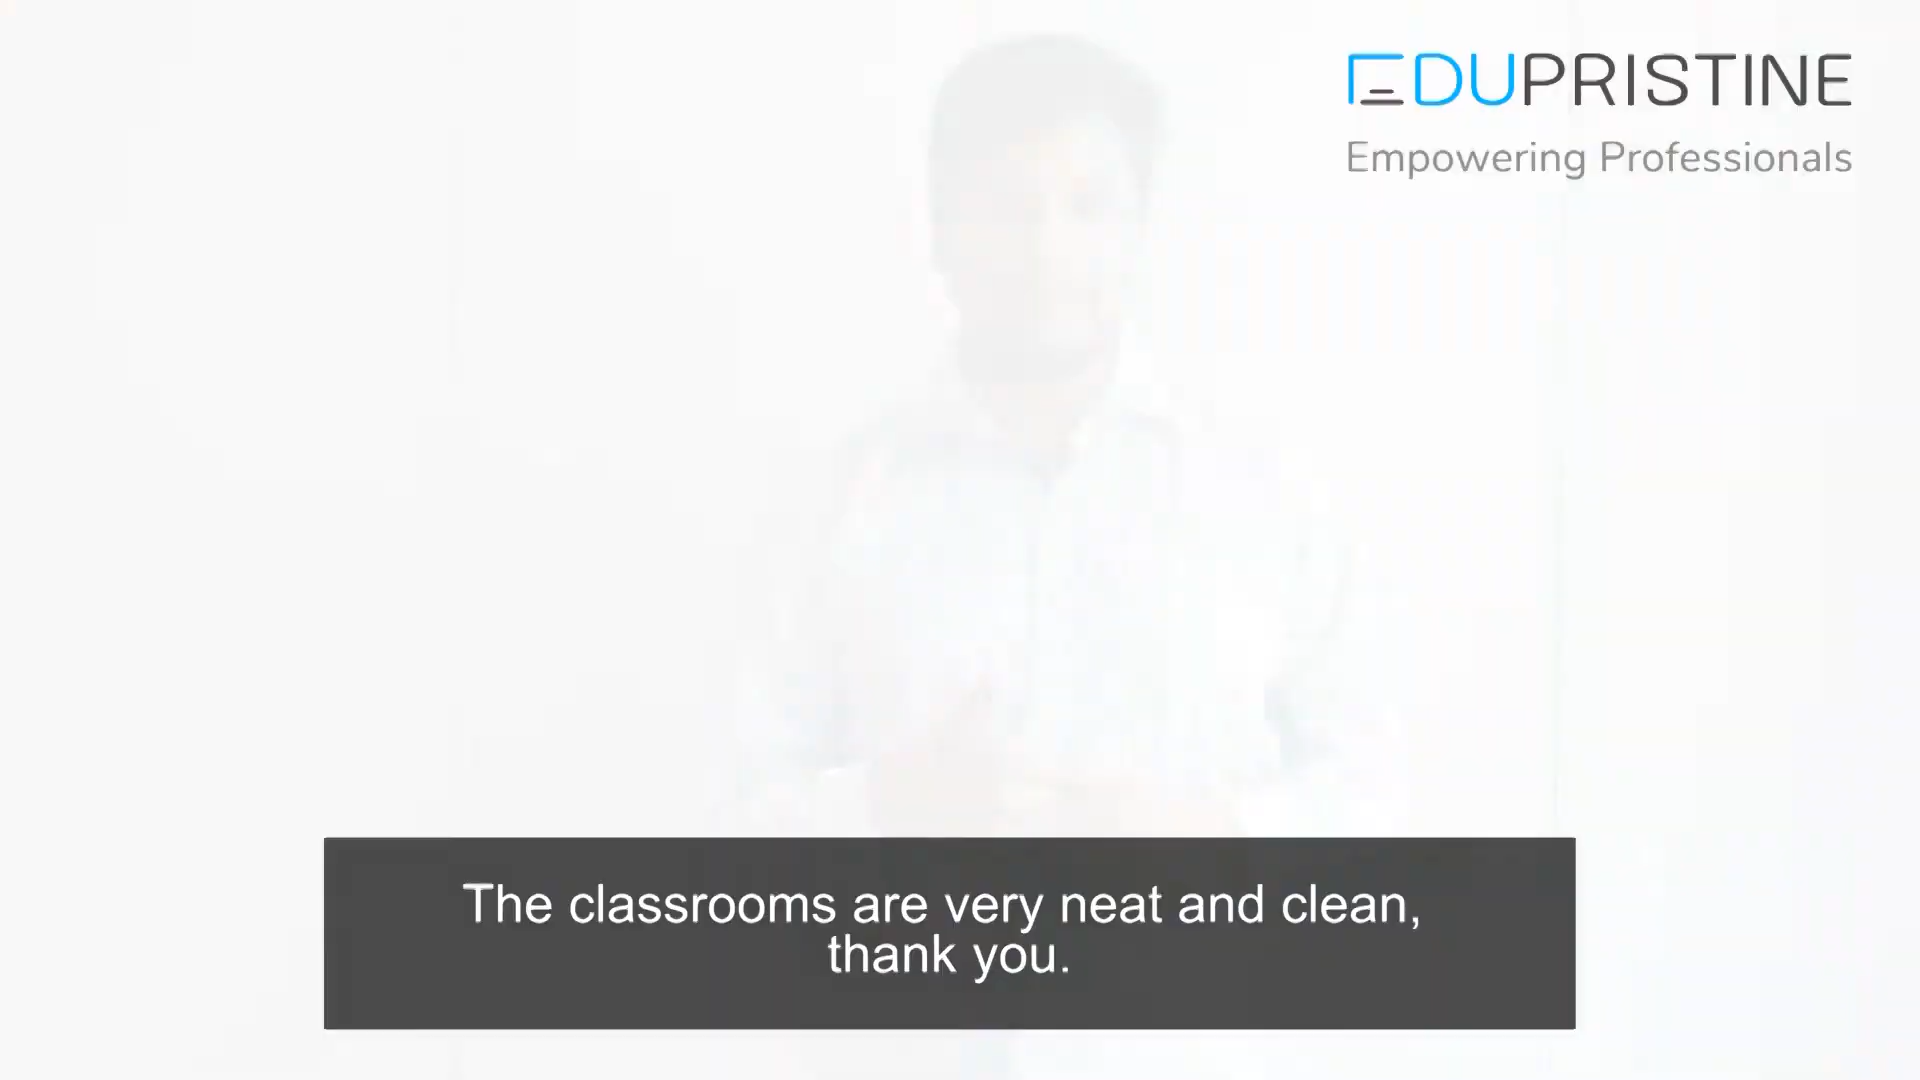 EDUPRISTINE
Empowering Professionals
The classrooms are very neat and clean,
thank you.